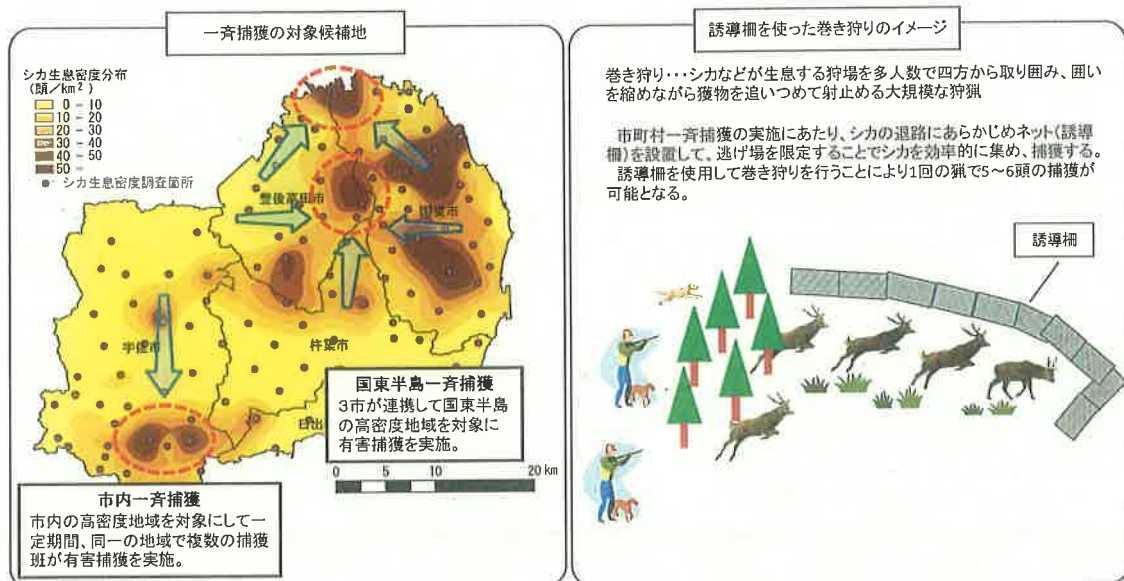 一斉捕獲の対象候補地
シカ生息密度分布
(頭/km²)
0 - 10
10 - 20
20 - 30
30 - 40
40 - 50
50 -
シカ生息密度調査箇所
豊後高田市
国東市
宇佐市
杵築市
日出
国東半島一斉捕獲
3市が連携して国東半島
の高密度地域を対象に
有害捕獲を実施。
0 5 10 20 km
市内一斉捕獲
市内の高密度地域を対象にして一
定期間、同一の地域で複数の捕獲
班が有害捕獲を実施。
誘導柵を使った巻き狩りのイメージ
巻き狩り・・・シカなどが生息する狩場を多人数で四方から取り囲み、囲い
を縮めながら獲物を追いつめて射止める大規模な狩猟
市町村一斉捕獲の実施にあたり、シカの退路にあらかじめネット(誘導
柵)を設置して、逃げ場を限定することでシカを効率的に集め、捕獲する。
誘導柵を使用して巻き狩りを行うことにより1回の猟で5～6頭の捕獲が
可能となる。
誘導柵